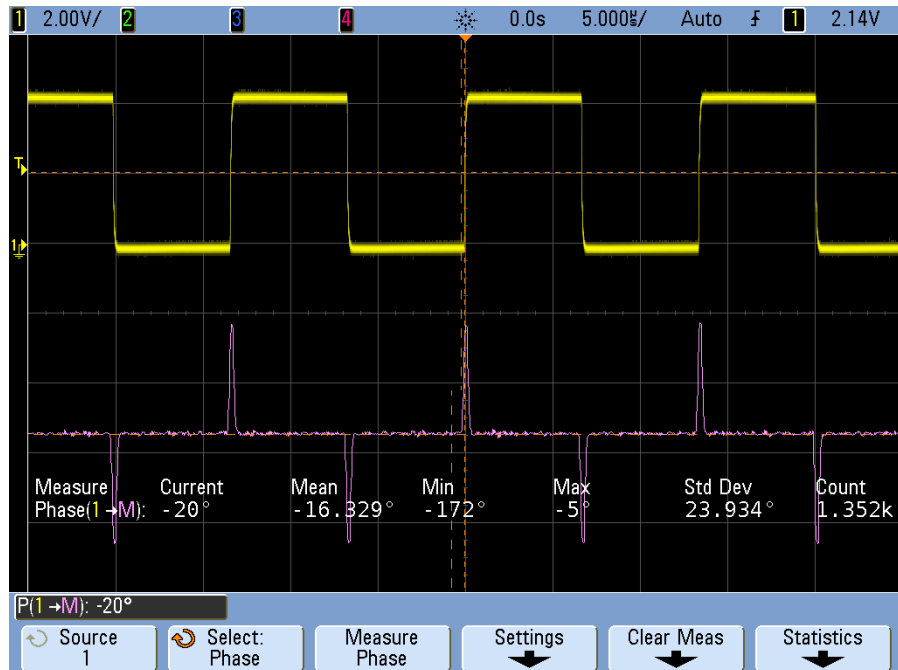 1 2.00V/ 2 3 4 0.0s 5.000µs/ Auto 1 2.14V
T
1
Measure Current Mean Min Max Std Dev Count
Phase(1→M): -20° -16.329° -172° -5° 23.934° 1.352k
P(1→M): -20°
Source Select: Measure Settings Clear Meas Statistics
1 Phase Phase